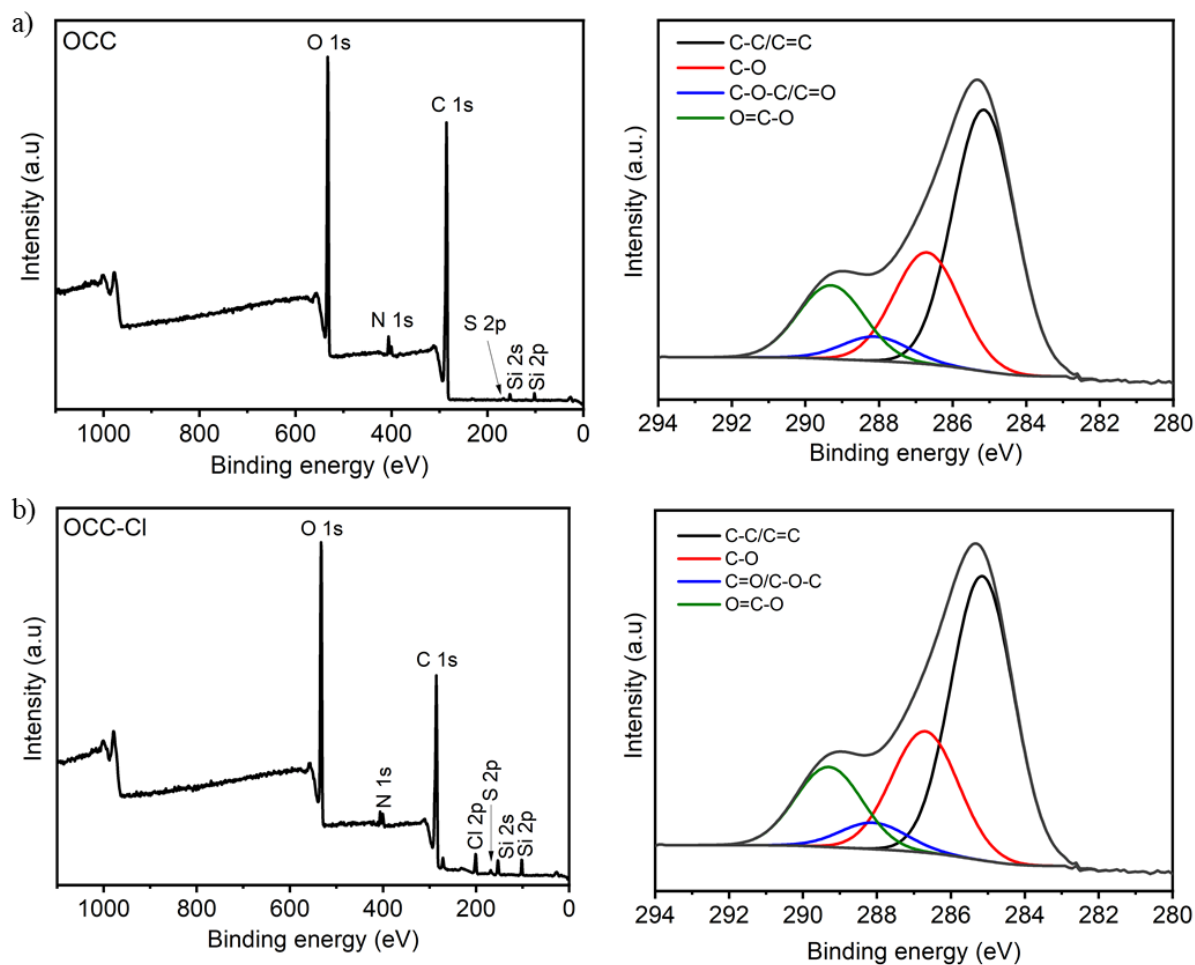 a)
OCC
O 1s
C 1s
N 1s
S 2p
Si 2s
Si 2p
Intensity (a.u)
1000 800 600 400 200 0
Binding energy (eV)
C-C/C=C
C-O
C-O-C/C=O
O=C-O
Intensity (a.u.)
294 292 290 288 286 284 282 280
Binding energy (eV)
b)
OCC-Cl
O 1s
C 1s
N 1s
Cl 2p
S 2p
Si 2s
Si 2p
Intensity (a.u)
1000 800 600 400 200 0
Binding energy (eV)
C-C/C=C
C-O
C=O/C-O-C
O=C-O
Intensity (a.u)
294 292 290 288 286 284 282 280
Binding energy (eV)